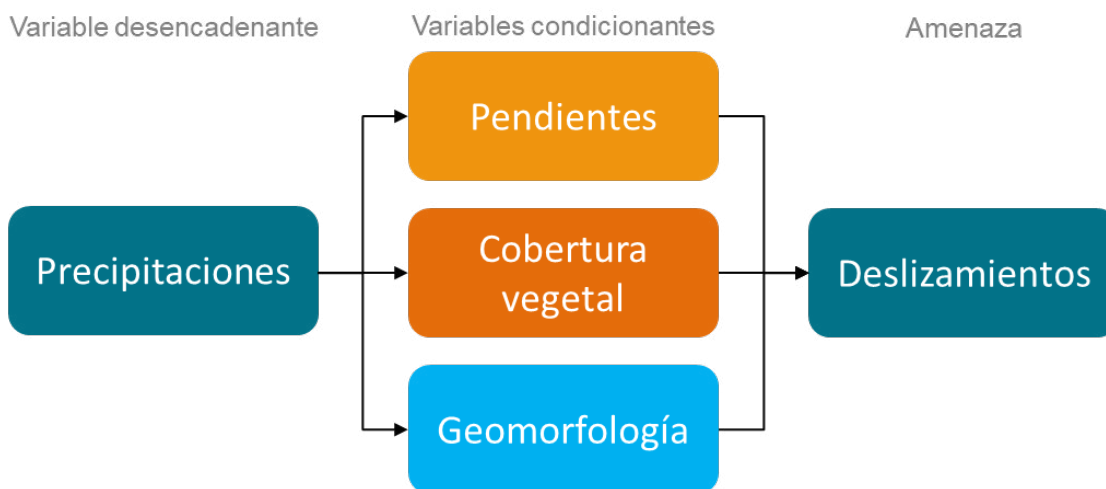 Variable desencadenante
Variables condicionantes
Amenaza
Pendientes
Precipitaciones
Cobertura
vegetal
Deslizamientos
Geomorfología